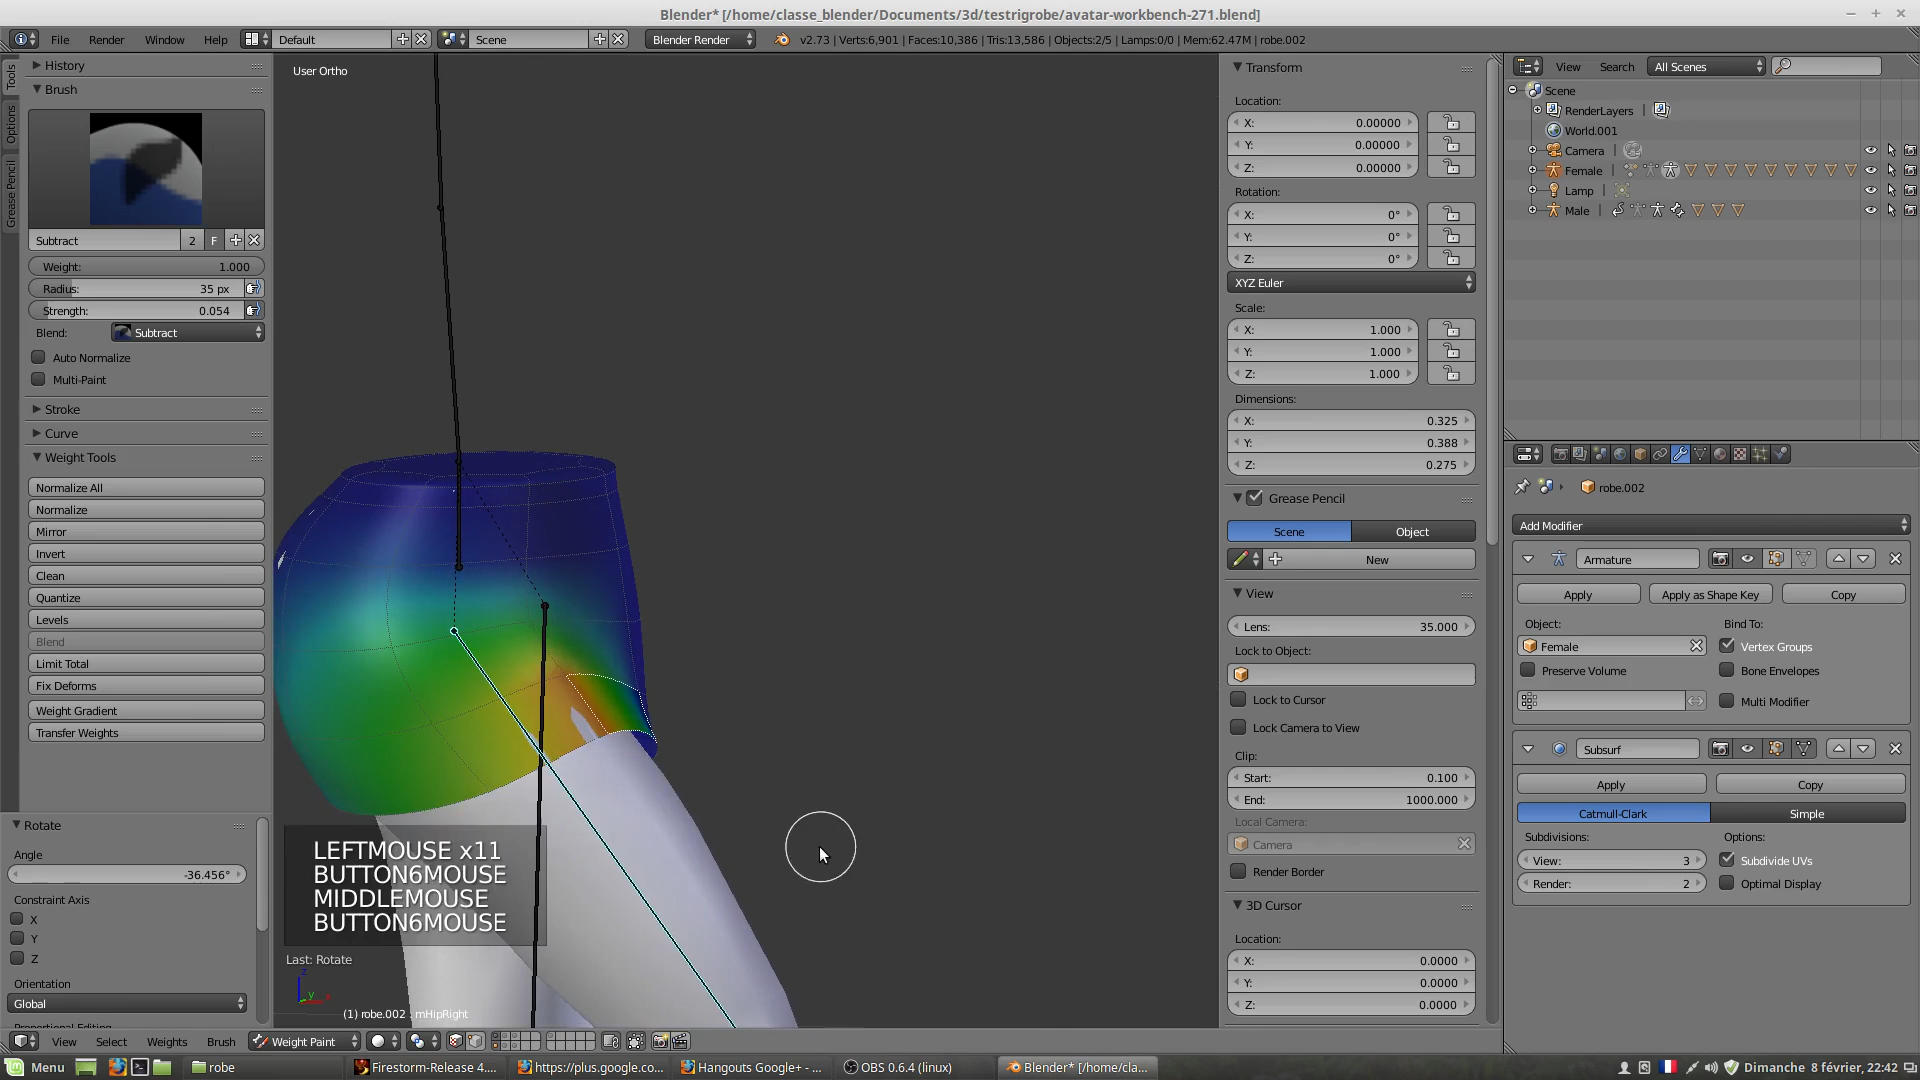 Blender* [/home/classe_blender/Documents/3d/testrigrobe/avatar-workbench-271.blend]
File Render Window Help Default Scene Blender Render v2.73 | Verts:6,901 | Faces:10,386 | Tris:13,586 | Objects:2/5 | Lamps:0/0 | Mem:62.47M | robe.002
Tools
Options
Grease Pencil
History
Brush
Subtract 2 F
Weight: 1.000
Radius: 35 px
Strength: 0.054
Blend: Subtract
Auto Normalize
Multi-Paint
Stroke
Curve
Weight Tools
Normalize All
Normalize
Mirror
Invert
Clean
Quantize
Levels
Blend
Limit Total
Fix Deforms
Weight Gradient
Transfer Weights
Rotate
Angle
-36.456°
Constraint Axis
X
Y
Z
Orientation
Global
User Ortho
LEFTMOUSE x11
BUTTON6MOUSE
MIDDLEMOUSE
BUTTON6MOUSE
Last: Rotate
z
y
(1) robe.002 : mHipRight
View Select Weights Brush Weight Paint
Transform
Location:
X: 0.00000
Y: 0.00000
Z: 0.00000
Rotation:
X: 0°
Y: 0°
Z: 0°
XYZ Euler
Scale:
X: 1.000
Y: 1.000
Z: 1.000
Dimensions:
X: 0.325
Y: 0.388
Z: 0.275
Grease Pencil
Scene Object
New
View
Lens: 35.000
Lock to Object:
Lock to Cursor
Lock Camera to View
Clip:
Start: 0.100
End: 1000.000
Local Camera:
Camera
Render Border
3D Cursor
Location:
X: 0.0000
Y: 0.0000
Z: 0.0000
View Search All Scenes
Scene
RenderLayers |
World.001
Camera |
Female |
Lamp |
Male |
robe.002
Add Modifier
Armature
Apply Apply as Shape Key Copy
Object: Bind To:
Female Vertex Groups
Preserve Volume Bone Envelopes
Multi Modifier
Subsurf
Apply Copy
Catmull-Clark Simple
Subdivisions: Options:
View: 3 Subdivide UVs
Render: 2 Optimal Display
Menu robe Firestorm-Release 4.... https://plus.google.co... Hangouts Google+ - ... OBS 0.6.4 (linux) Blender* [/home/cla... Dimanche 8 février, 22:42